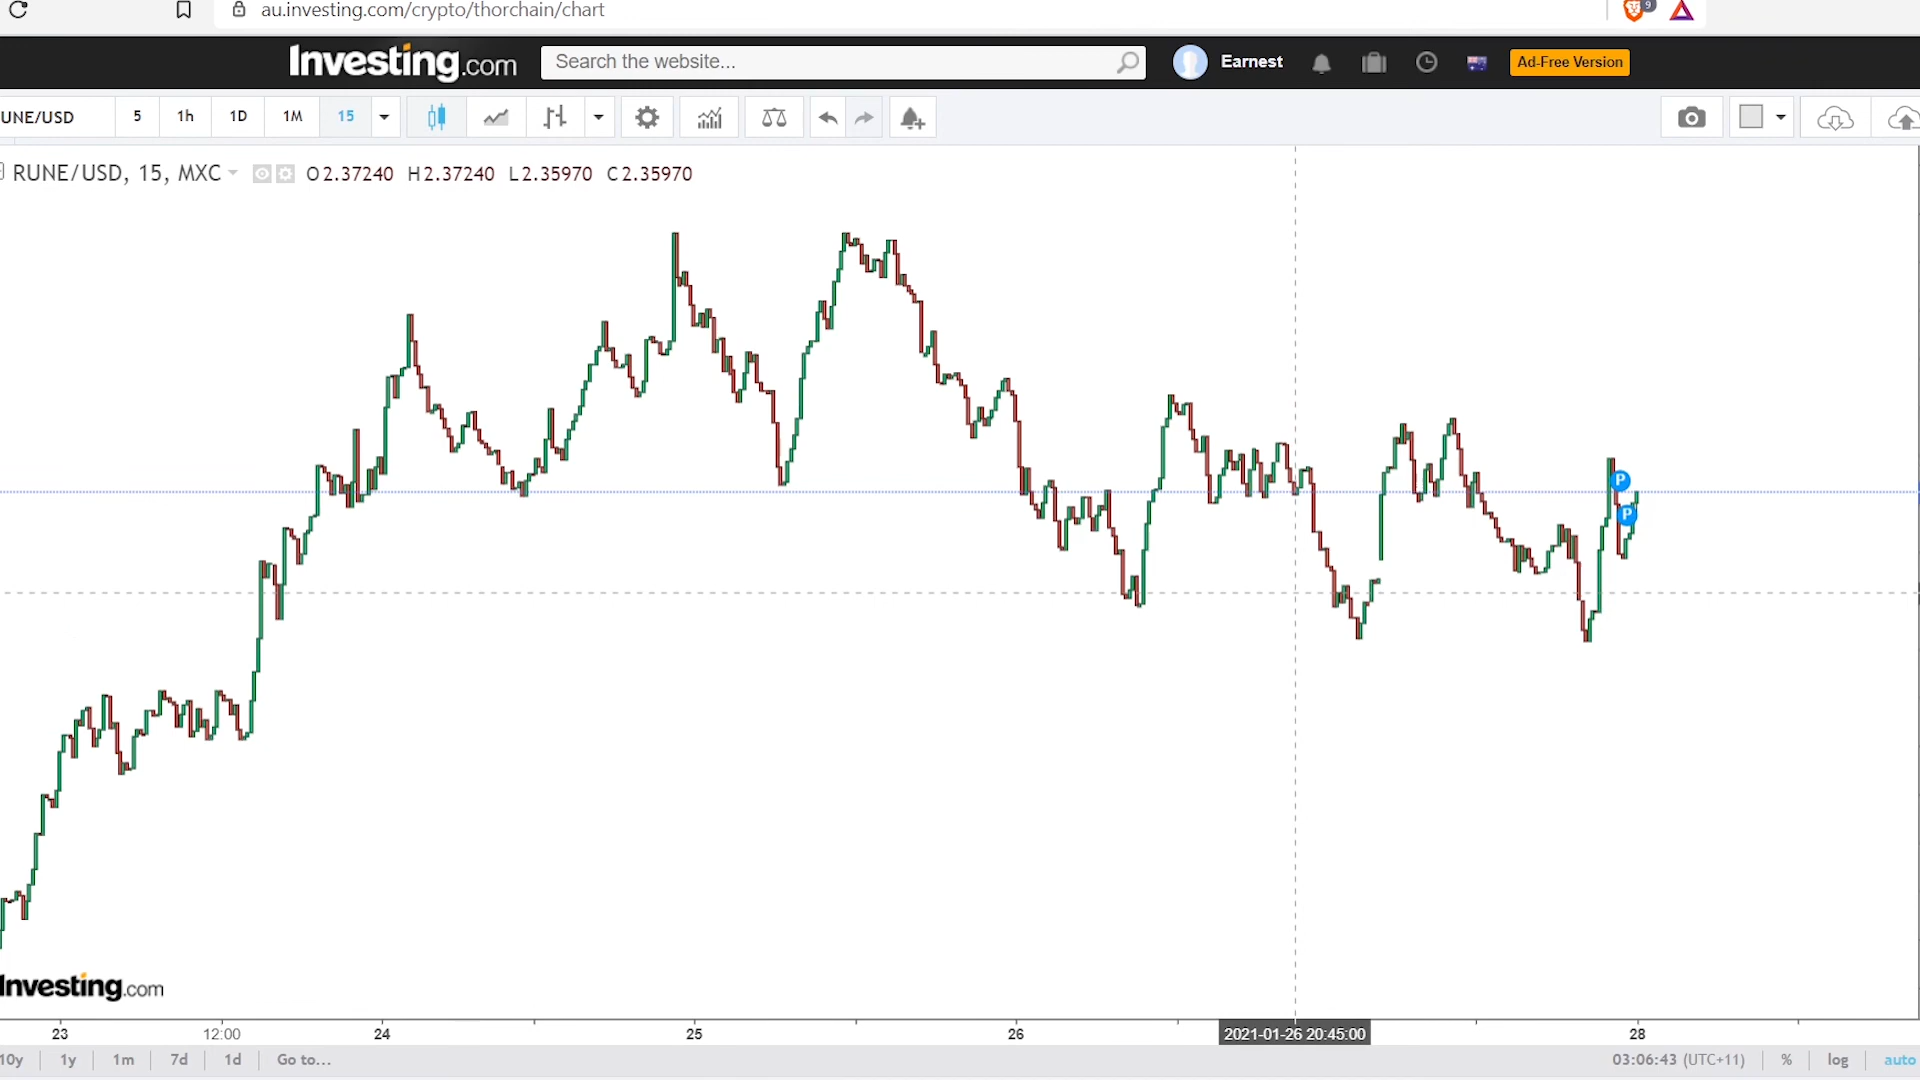 au.investing.com/crypto/thorchain/chart
9
Investing.com
Search the website...
Earnest
Ad-Free Version
UNE/USD
5
1h
1D
1M
15
RUNE/USD, 15, MXC
O2.37240 H2.37240 L2.35970 C2.35970
P
P
Investing.com
23
12:00
24
25
26
2021-01-26 20:45:00
28
10y
1y
1m
7d
1d
Go to...
03:06:43 (UTC+11)
%
log
auto